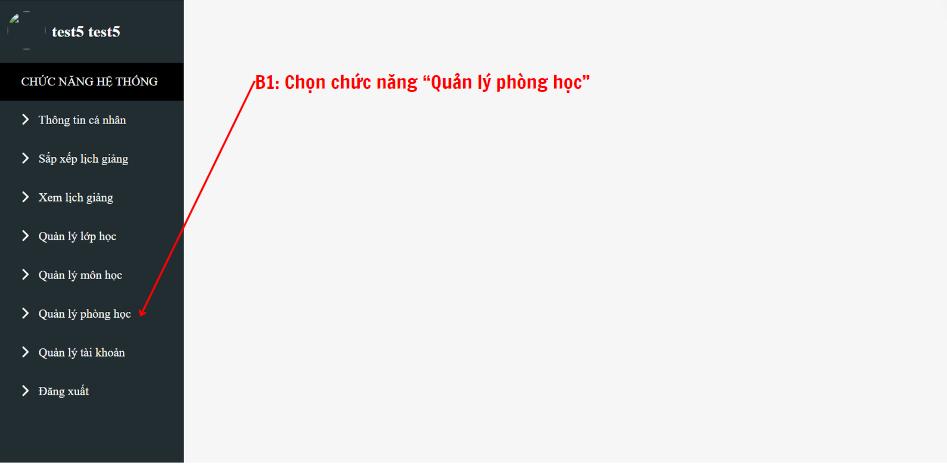 test5 test5
CHỨC NĂNG HỆ THỐNG
B1: Chọn chức năng “Quản lý phòng học”
Thông tin cá nhân
Sắp xếp lịch giảng
Xem lịch giảng
Quản lý lớp học
Quản lý môn học
Quản lý phòng học
Quản lý tài khoản
Đăng xuất